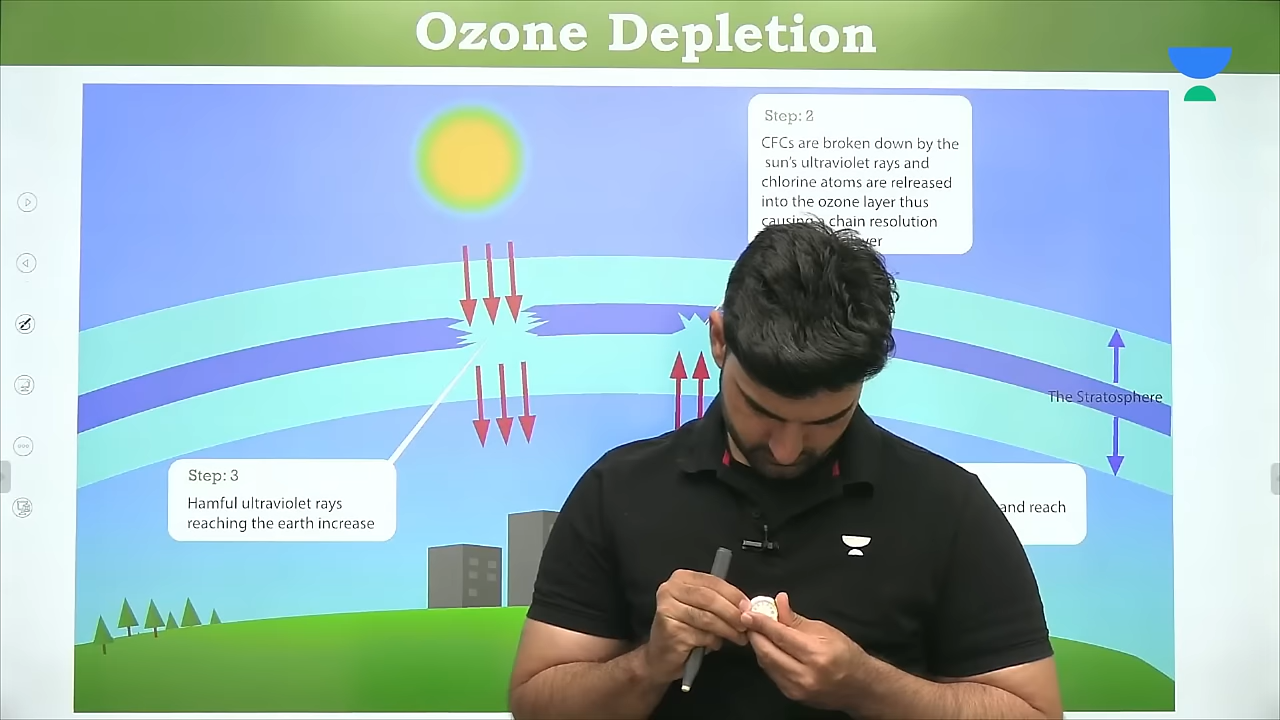 Ozone Depletion
Step: 2
CFCs are broken down by the
sun's ultraviolet rays and
chlorine atoms are relreased
into the ozone layer thus
causing a chain resolution
The Stratosphere
Step: 3
Hamful ultraviolet rays
reaching the earth increase
and reach